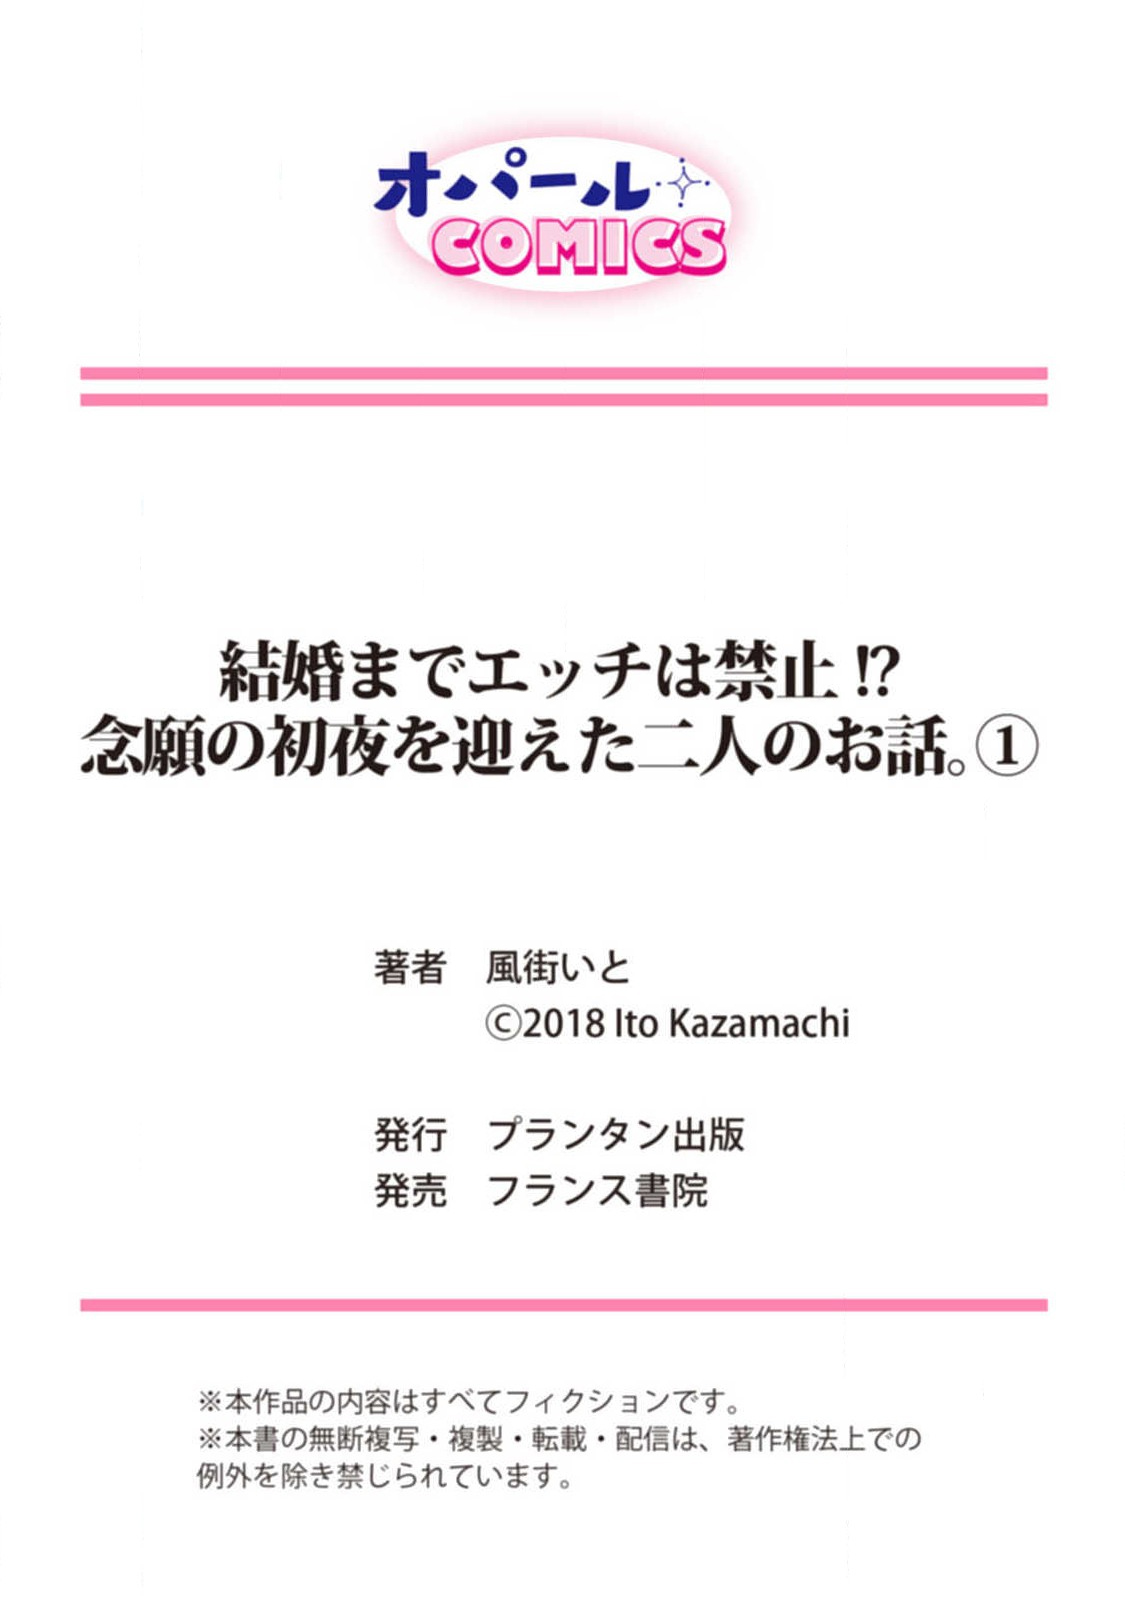 オパール
COMICS
結婚までエッチは禁止!?
念願の初夜を迎えた二人のお話。①
著者 風街いと
©2018 Ito Kazamachi
発行 プランタン出版
発売 フランス書院
※本作品の内容はすべてフィクションです。
※本書の無断複写・複製・転載・配信は、著作権法上での
例外を除き禁じられています。